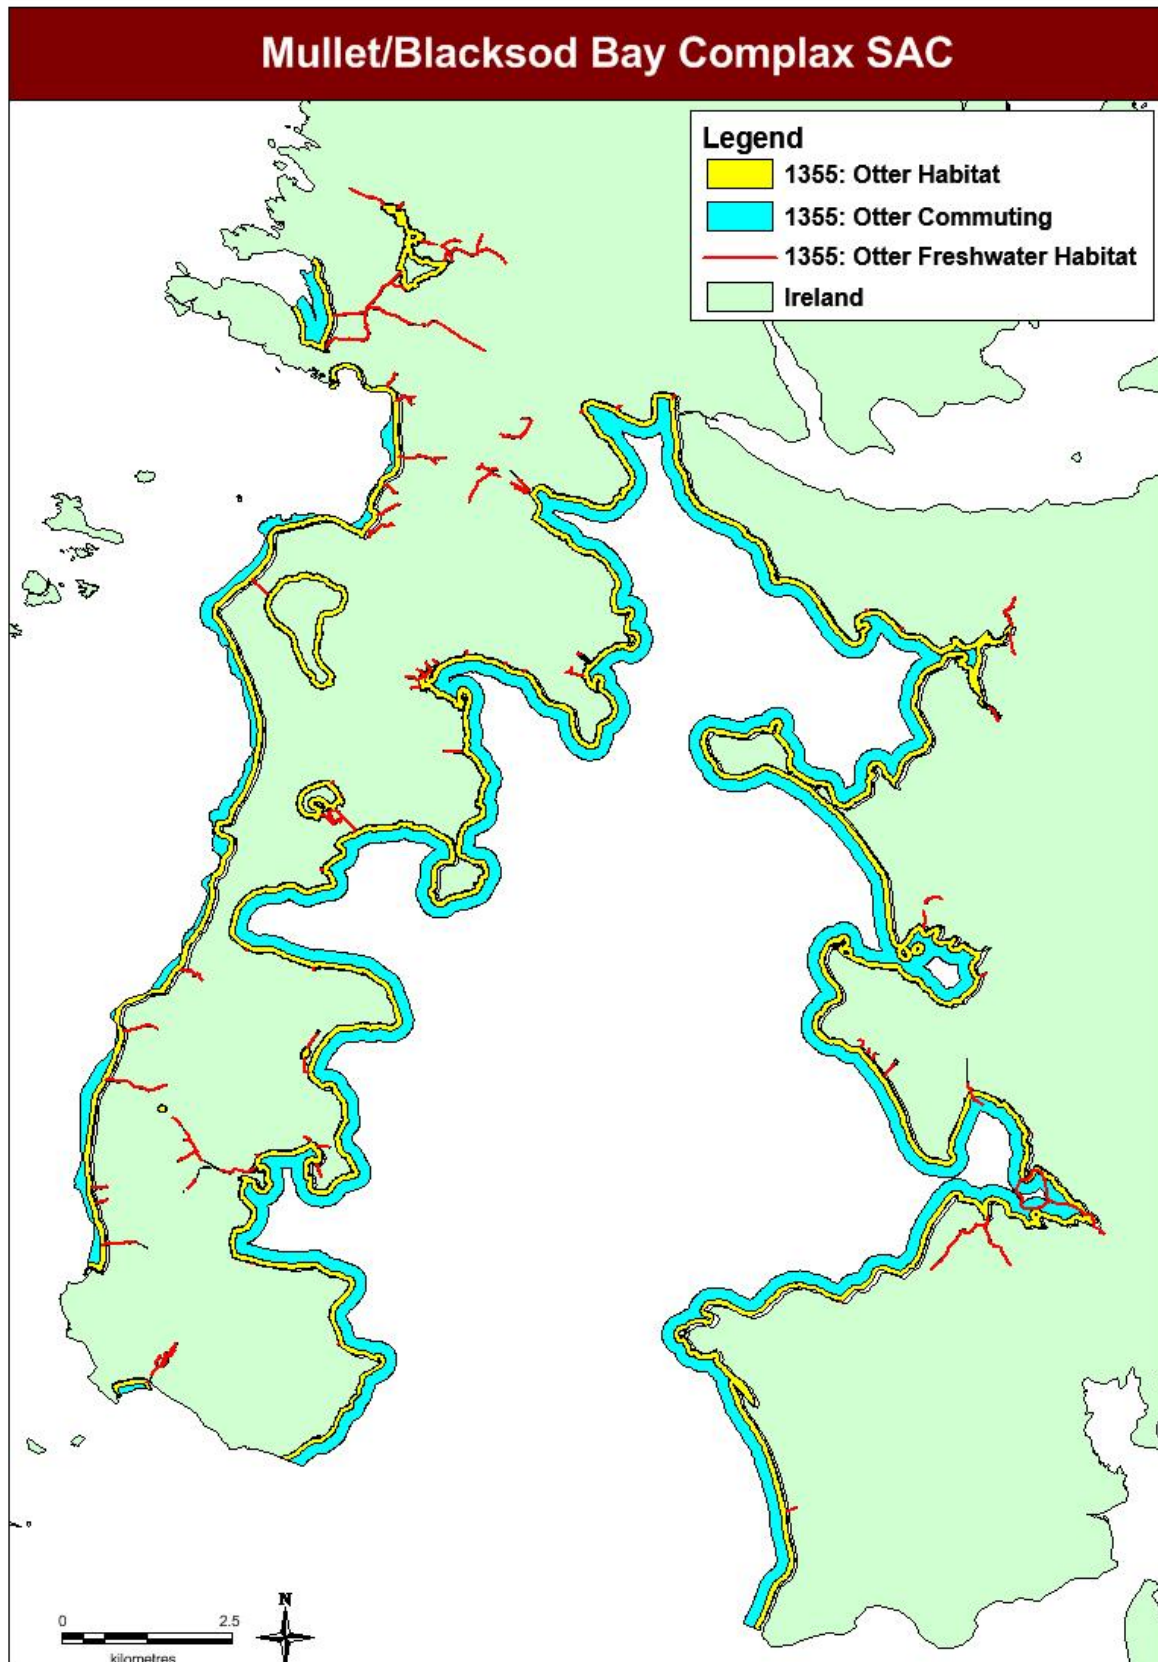 Mullet/Blacksod Bay Complax SAC
Legend
1355: Otter Habitat
1355: Otter Commuting
1355: Otter Freshwater Habitat
Ireland
N
0 2.5
kilometres